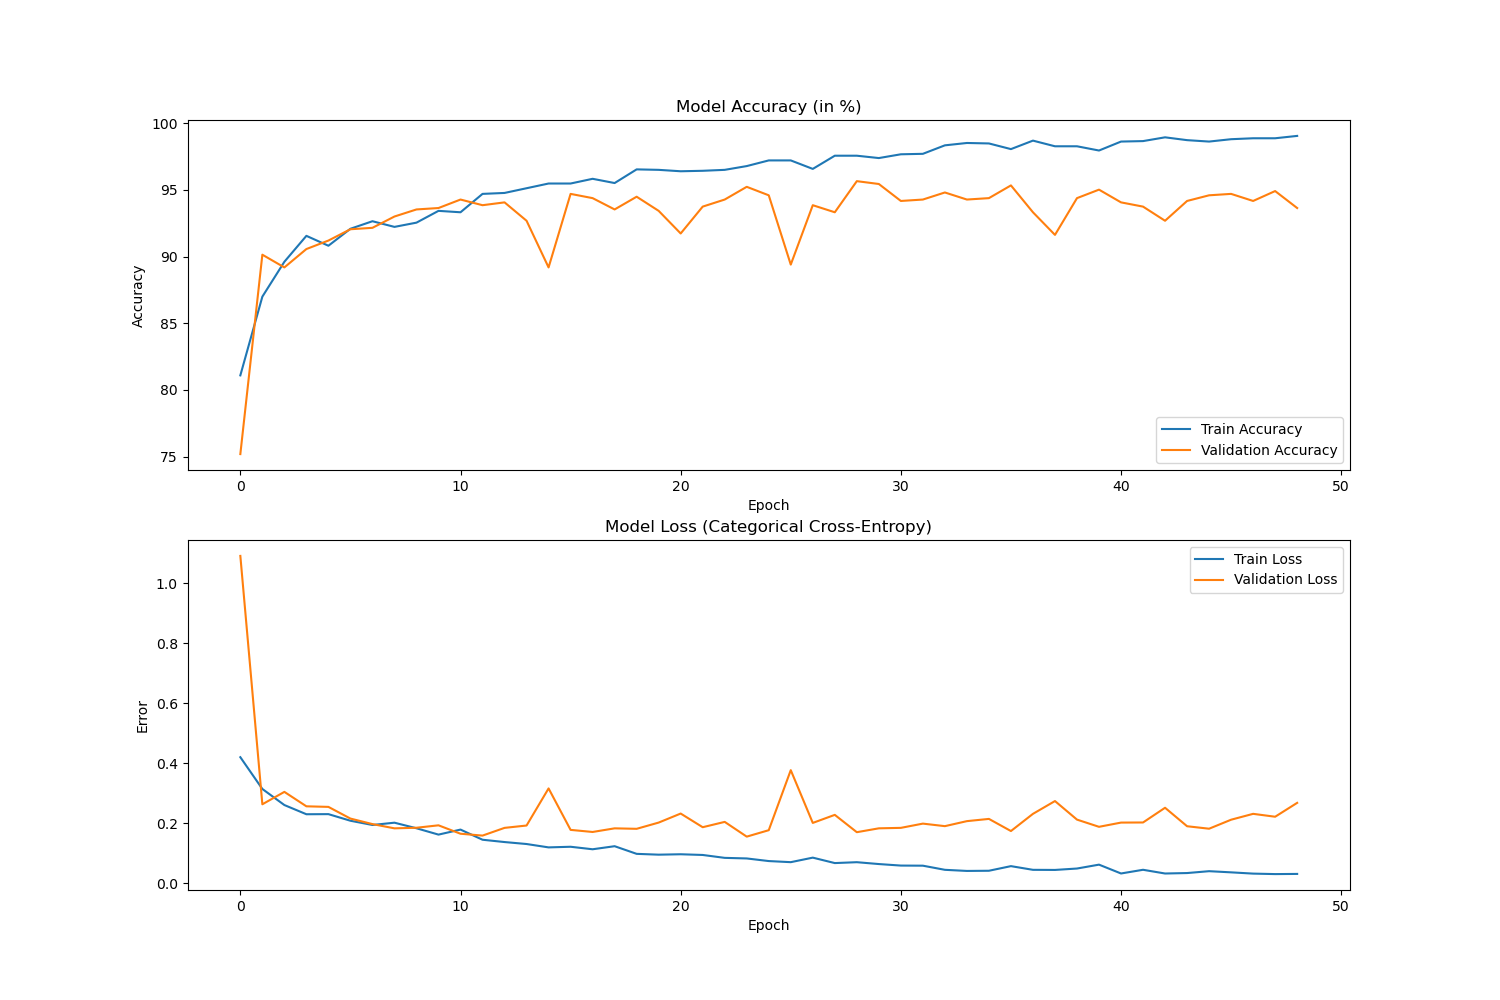 Model Accuracy (in %)
100
95
90
85
80
75
Accuracy
Train Accuracy
Validation Accuracy
0 10 20 30 40 50
Epoch
Model Loss (Categorical Cross-Entropy)
Train Loss
Validation Loss
1.0
0.8
0.6
0.4
0.2
0.0
Error
0 10 20 30 40 50
Epoch